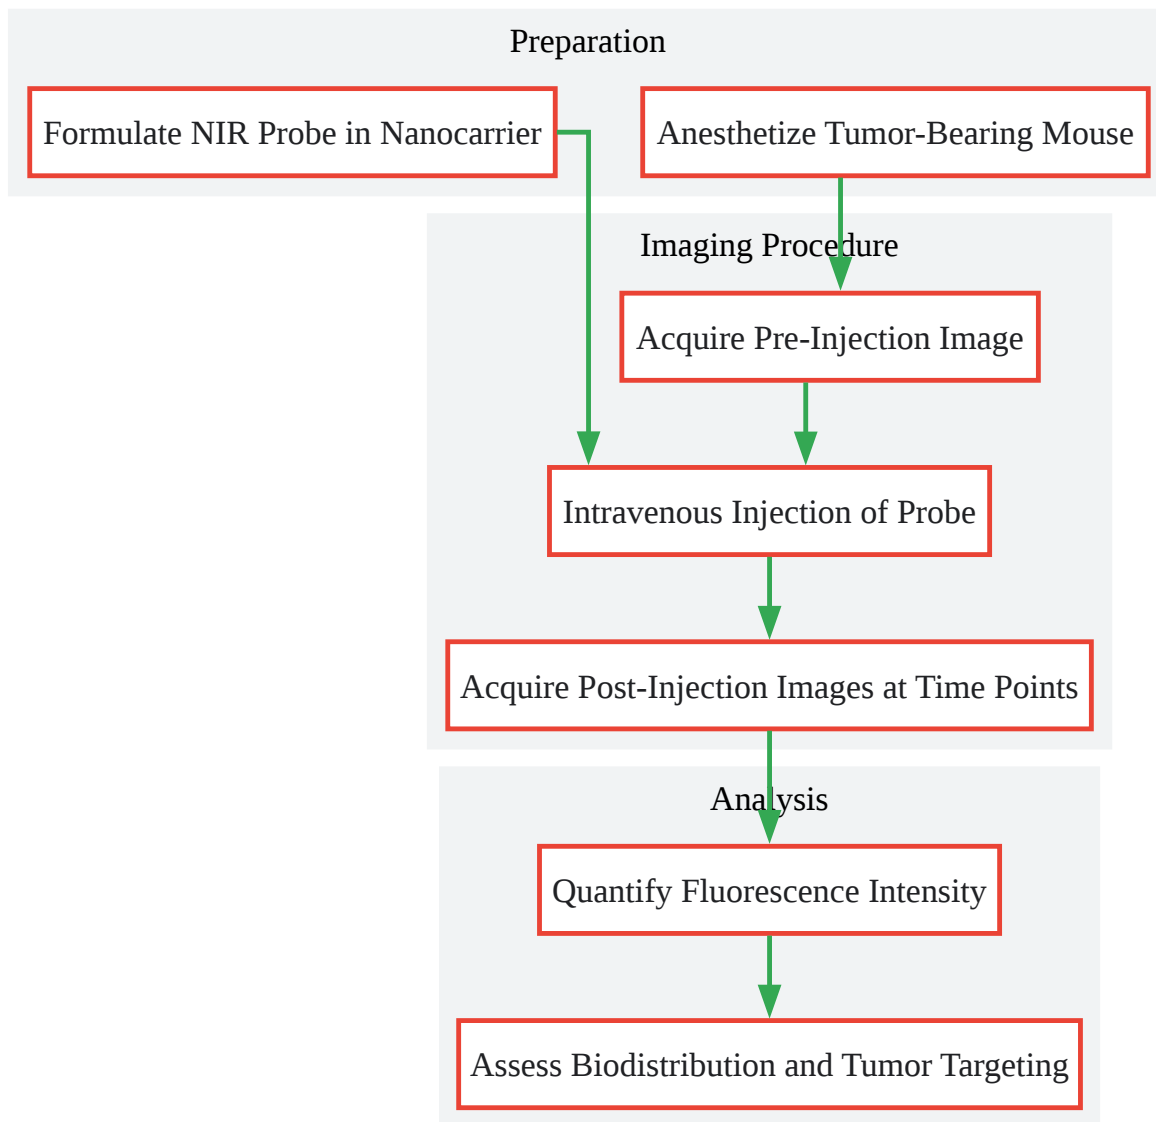 Preparation
Formulate NIR Probe in Nanocarrier
Anesthetize Tumor-Bearing Mouse
Imaging Procedure
Acquire Pre-Injection Image
Intravenous Injection of Probe
Acquire Post-Injection Images at Time Points
Analysis
Quantify Fluorescence Intensity
Assess Biodistribution and Tumor Targeting